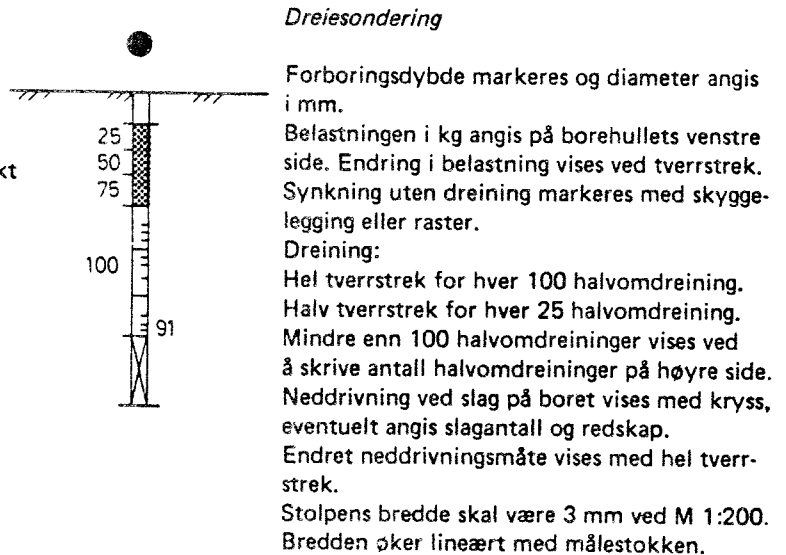 Dreiesondering
Forboringsdybde markeres og diameter angis
i mm.
Belastningen i kg angis på borehullets venstre
side. Endring i belastning vises ved tverrstrek.
Synkning uten dreining markeres med skygge-
legging eller raster.
Dreining:
Hel tverrstrek for hver 100 halvomdreining.
Halv tverrstrek for hver 25 halvomdreining.
Mindre enn 100 halvomdreininger vises ved
å skrive antall halvomdreininger på høyre side.
Neddrivning ved slag på boret vises med kryss,
eventuelt angis slagantall og redskap.
Endret neddrivningsmåte vises med hel tverr-
strek.
Stolpens bredde skal være 3 mm ved M 1:200.
Bredden øker lineært med målestokken.
25
50
75
100
91
kt